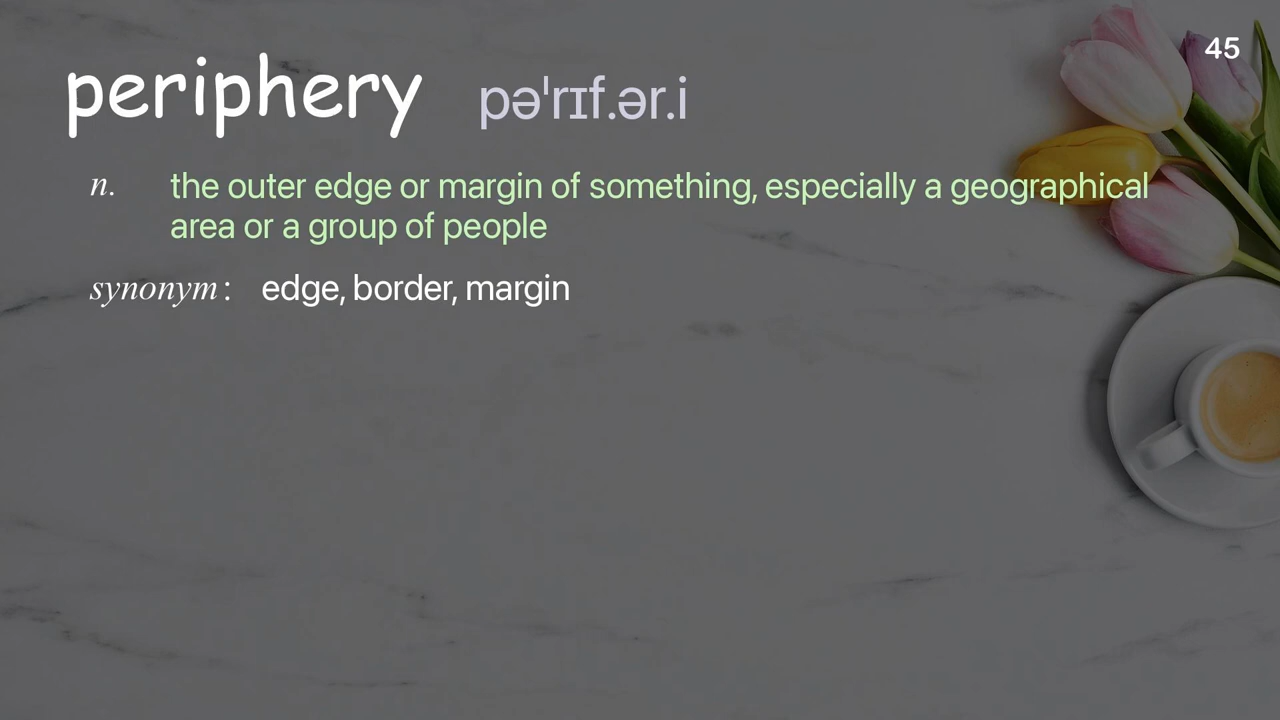 45
periphery pəˈrɪf.ər.i
n. the outer edge or margin of something, especially a geographical
area or a group of people
synonym: edge, border, margin